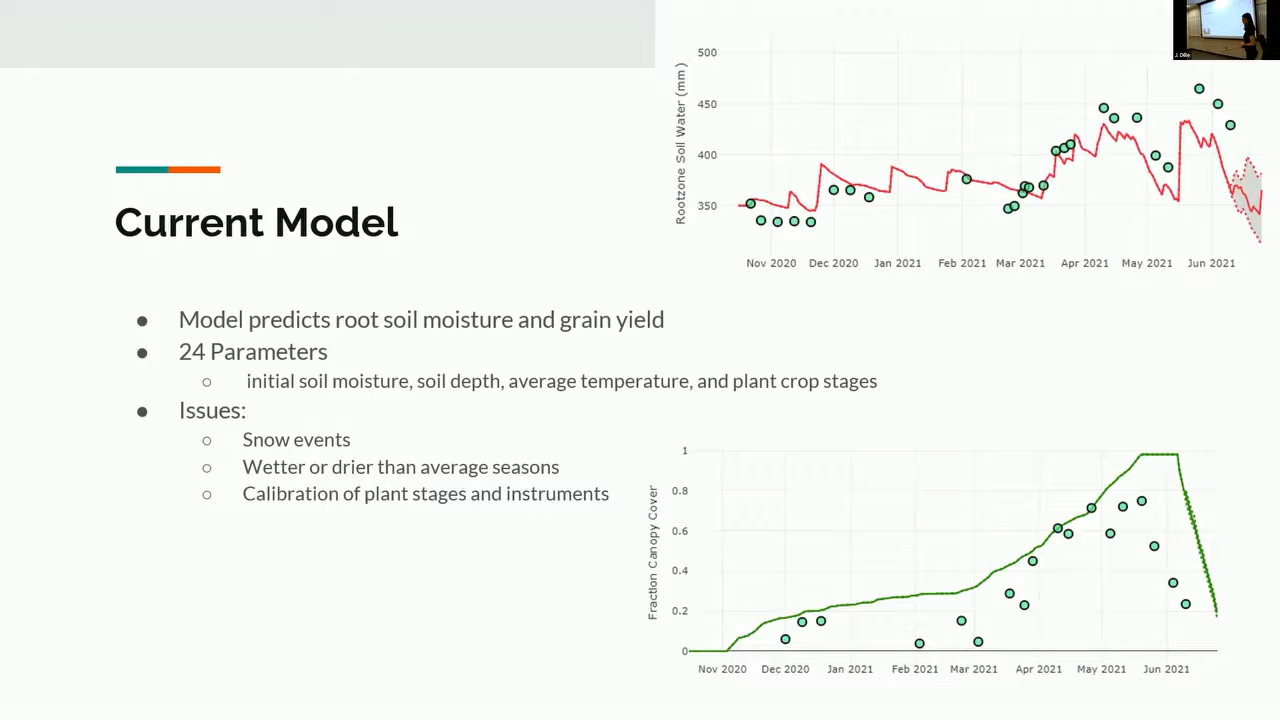 Current Model
● Model predicts root soil moisture and grain yield
● 24 Parameters
○ initial soil moisture, soil depth, average temperature, and plant crop stages
● Issues:
○ Snow events
○ Wetter or drier than average seasons
○ Calibration of plant stages and instruments
Rootzone Soil Water (mm)
500
450
400
350
Nov 2020 Dec 2020 Jan 2021 Feb 2021 Mar 2021 Apr 2021 May 2021 Jun 2021
Fraction Canopy Cover
1
0.8
0.6
0.4
0.2
0
Nov 2020 Dec 2020 Jan 2021 Feb 2021 Mar 2021 Apr 2021 May 2021 Jun 2021